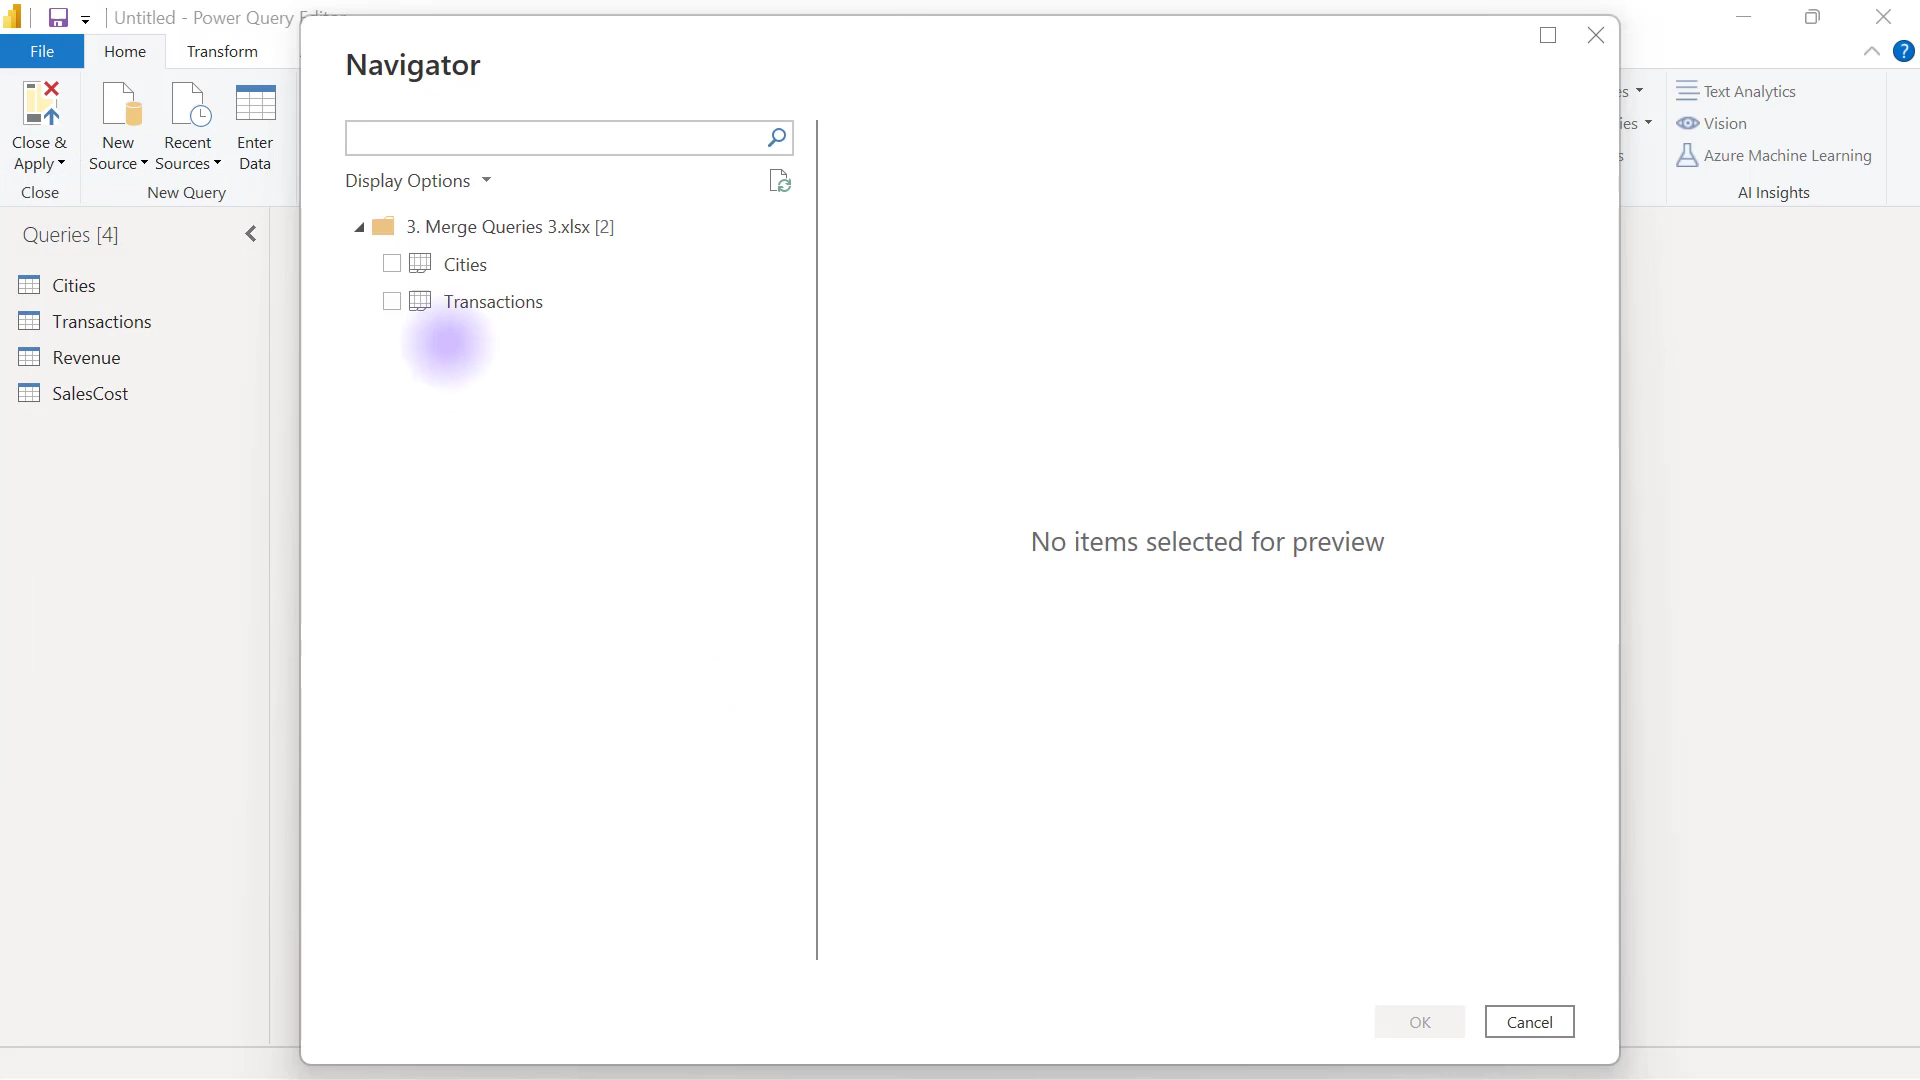 Untitled - Power Query Editor
File
Home
Transform
?
Close &
Apply
New
Source
Recent
Sources
Enter
Data
Close
New Query
Text Analytics
Vision
Azure Machine Learning
AI Insights
Queries [4]
Cities
Transactions
Revenue
SalesCost
Navigator
Display Options
3. Merge Queries 3.xlsx [2]
Cities
Transactions
No items selected for preview
OK
Cancel